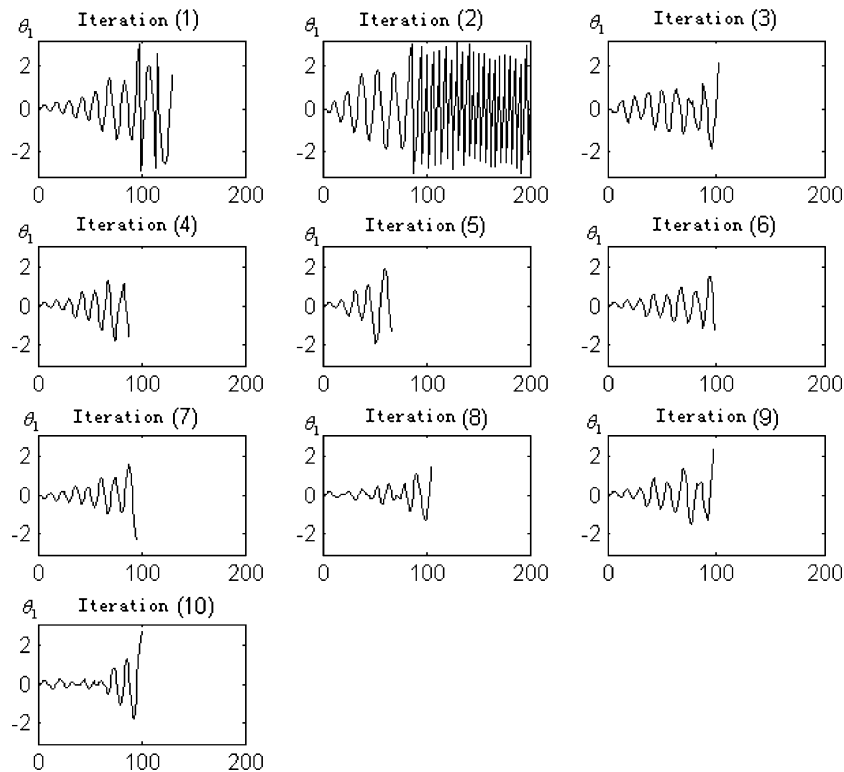 θ1 Iteration (1)
2
0
-2
0 100 200
θ1 Iteration (2)
2
0
-2
0 100 200
θ1 Iteration (3)
2
0
-2
0 100 200
θ1 Iteration (4)
2
0
-2
0 100 200
θ1 Iteration (5)
2
0
-2
0 100 200
θ1 Iteration (6)
2
0
-2
0 100 200
θ1 Iteration (7)
2
0
-2
0 100 200
θ1 Iteration (8)
2
0
-2
0 100 200
θ1 Iteration (9)
2
0
-2
0 100 200
θ1 Iteration (10)
2
0
-2
0 100 200